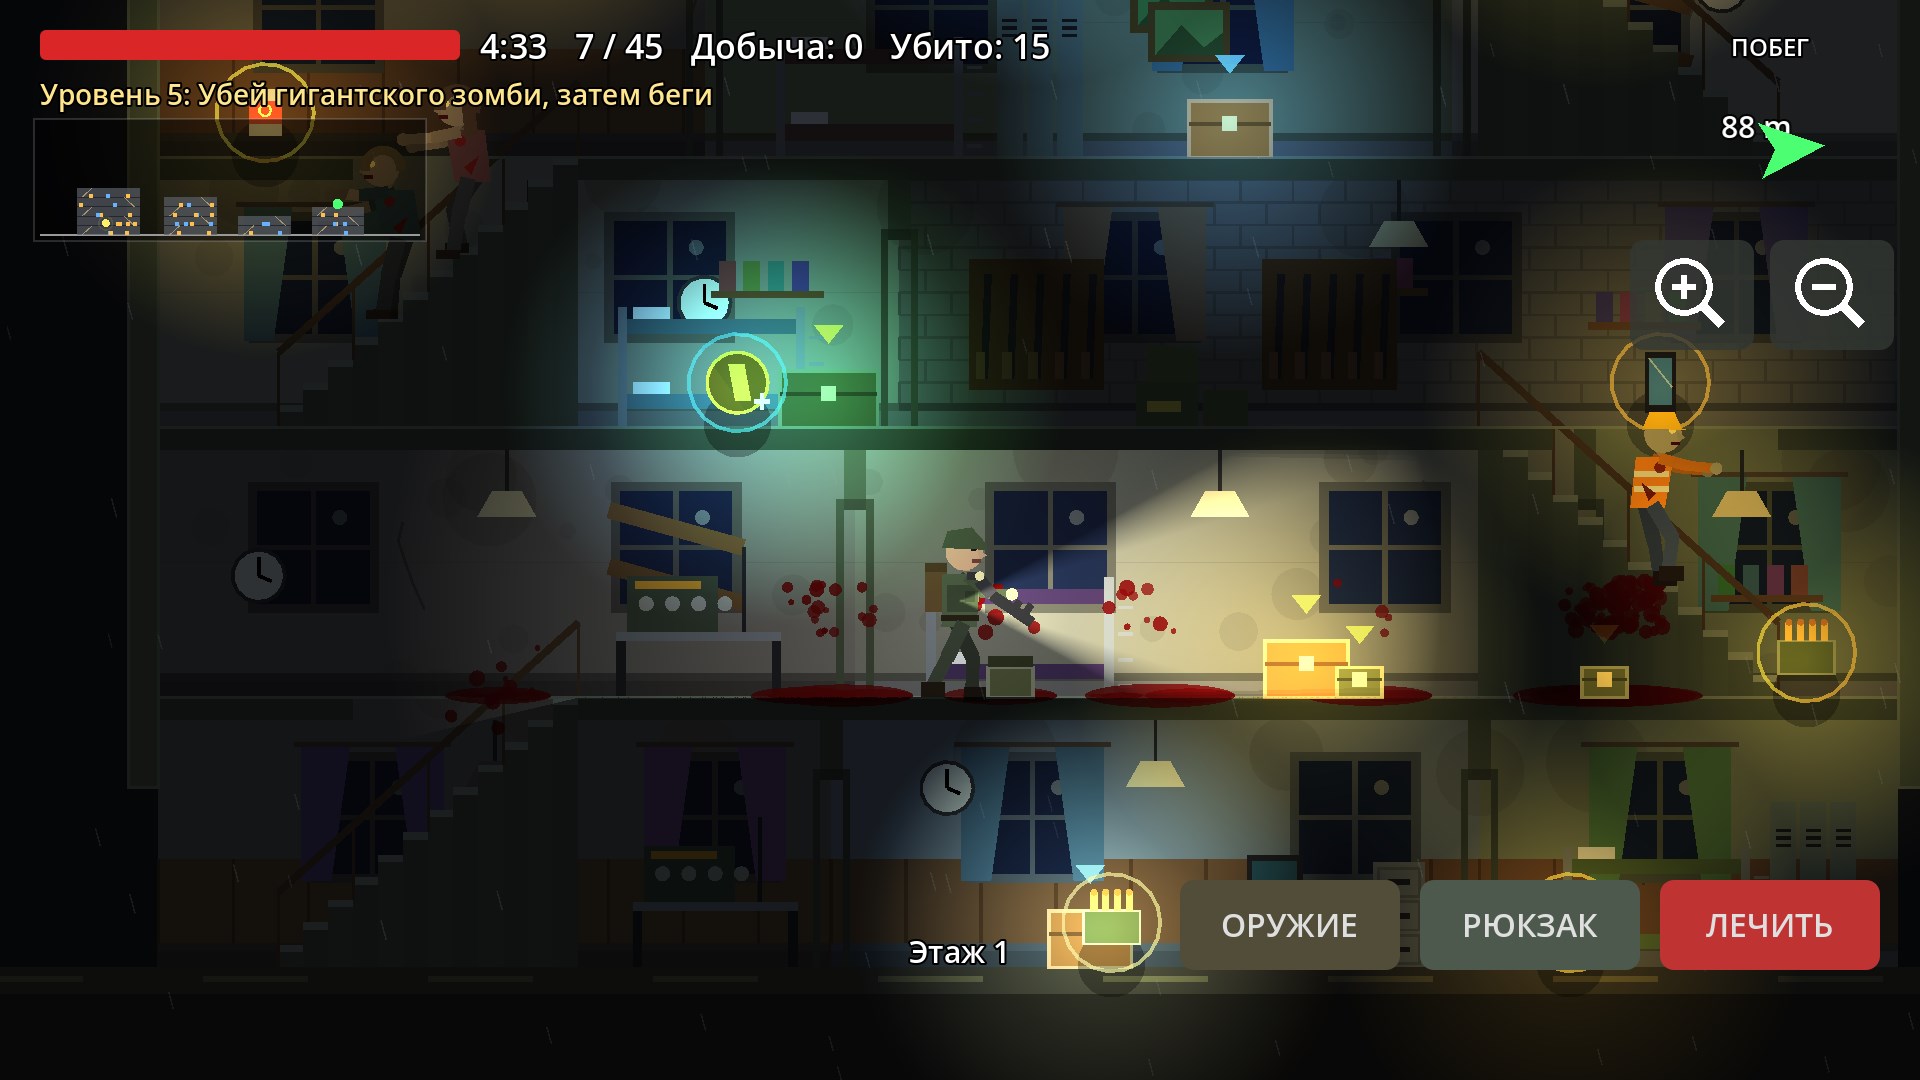 4:33 7 / 45 Добыча: 0 Убито: 15
ПОБЕГ
Уровень 5: Убей гигантского зомби, затем беги
88 m
ОРУЖИЕ
РЮКЗАК
ЛЕЧИТЬ
Этаж 1